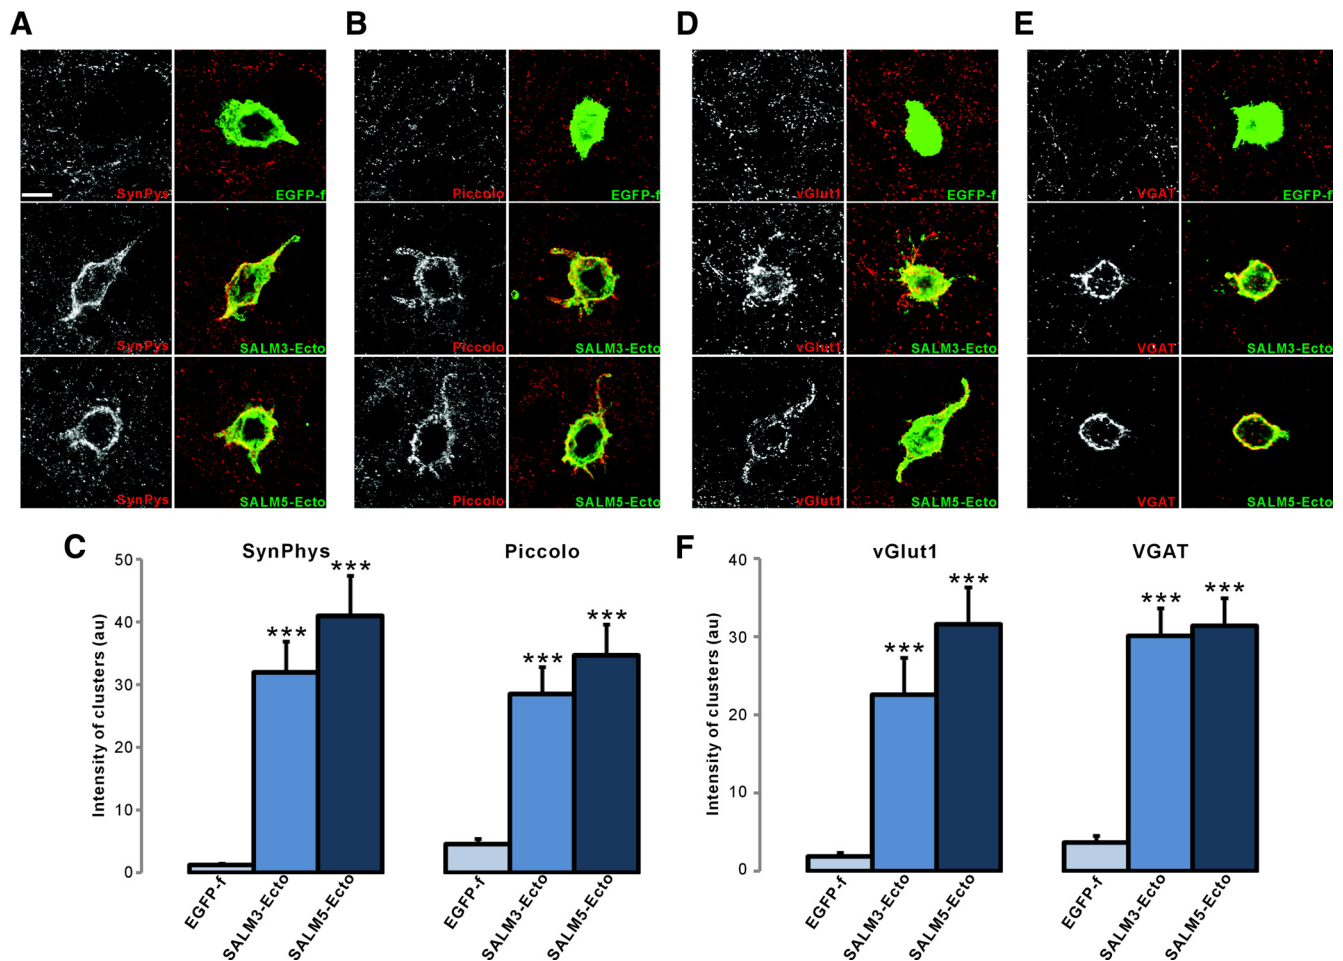 A
B
D
E
SynPys
EGFP-f
Piccolo
EGFP-f
vGlut1
EGFP-f
VGAT
EGFP-f
SynPys
SALM3-Ecto
Piccolo
SALM3-Ecto
vGlut1
SALM3-Ecto
VGAT
SALM3-Ecto
SynPys
SALM5-Ecto
Piccolo
SALM5-Ecto
vGlut1
SALM5-Ecto
VGAT
SALM5-Ecto
C
SynPhys
Piccolo
Intensity of clusters (au)
50
40
30
20
10
0
***
***
***
***
EGFP-f
SALM3-Ecto
SALM5-Ecto
EGFP-f
SALM3-Ecto
SALM5-Ecto
F
vGlut1
VGAT
Intensity of clusters (au)
40
30
20
10
0
***
***
***
***
EGFP-f
SALM3-Ecto
SALM5-Ecto
EGFP-f
SALM3-Ecto
SALM5-Ecto